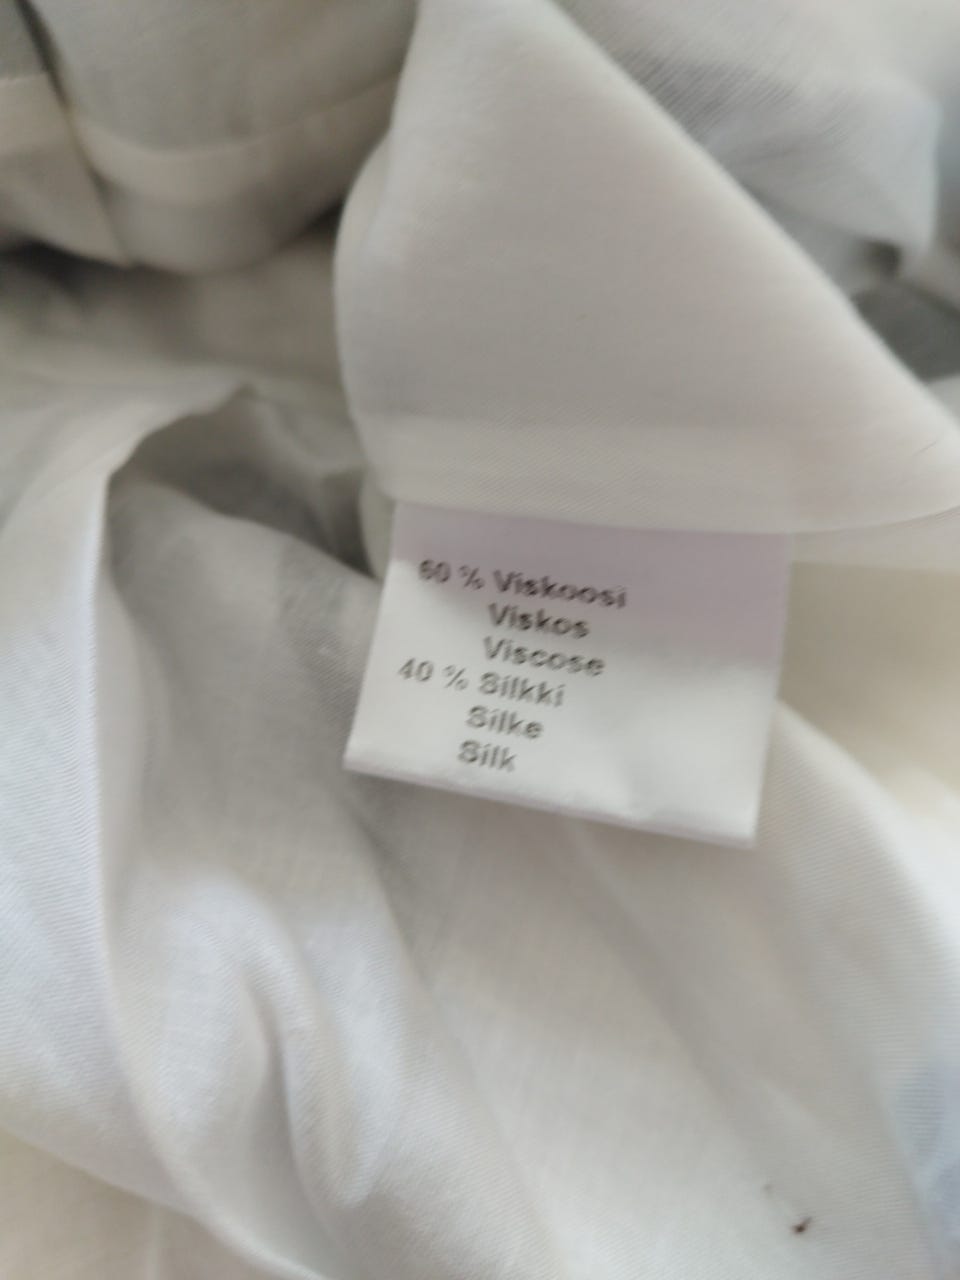 60 % Viskoosi
Viskos
Viscose
40 % Silkki
Silke
Silk